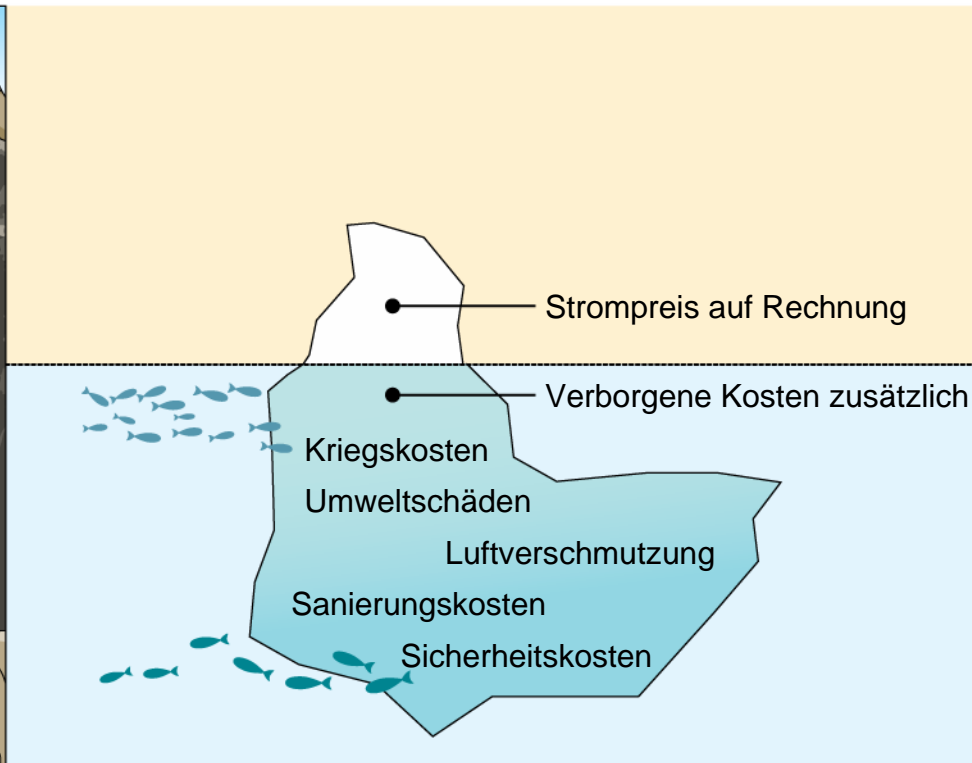 Strompreis auf Rechnung
Verborgene Kosten zusätzlich
Kriegskosten
Umweltschäden
Luftverschmutzung
Sanierungskosten
Sicherheitskosten